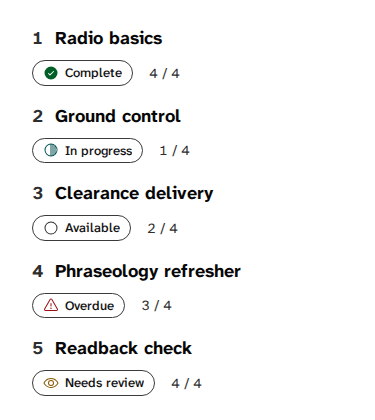 1 Radio basics
Complete 4 / 4
2 Ground control
In progress 1 / 4
3 Clearance delivery
Available 2 / 4
4 Phraseology refresher
Overdue 3 / 4
5 Readback check
Needs review 4 / 4